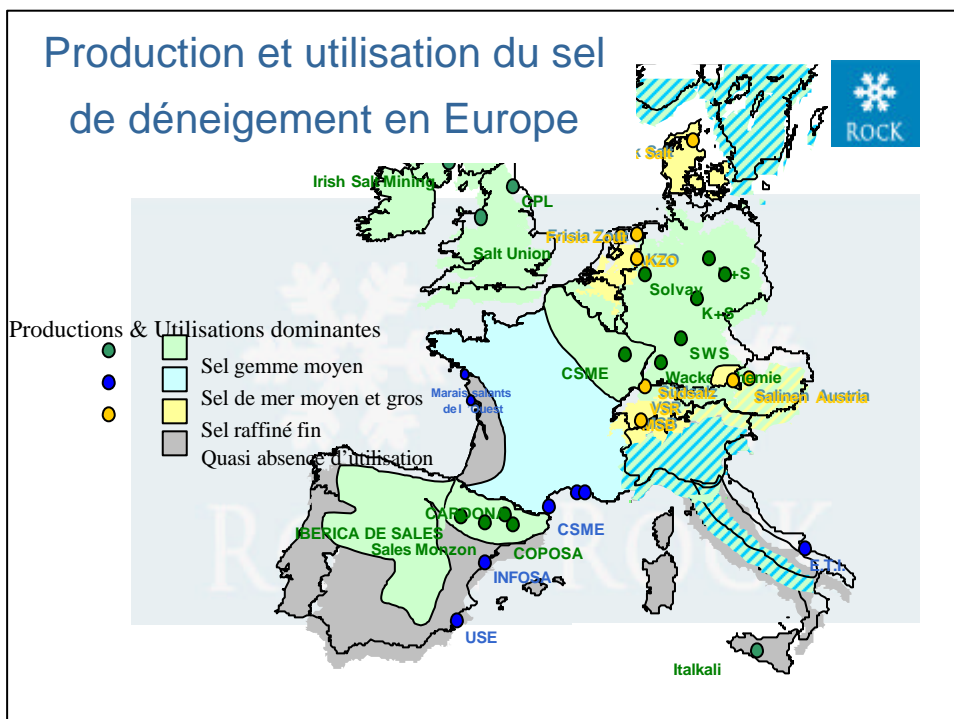 Production et utilisation du sel
de déneigement en Europe
ROCK
Salt
Irish Salt Mining
CPL
Frisia Zout
Salt Union
KZO
+S
Solvay
K+S
Productions & Utilisations dominantes
SWS
Sel gemme moyen
CSME
Marais salants
de l'Ouest
Südsalz
Salinen Austria
Sel de mer moyen et gros
VSR
Sel raffiné fin
MSB
Quasi absence d'utilisation
CARDONA
IBERICA DE SALES
CSME
Sales Monzon
COPOSA
E.T.I.
INFOSA
USE
Italkali